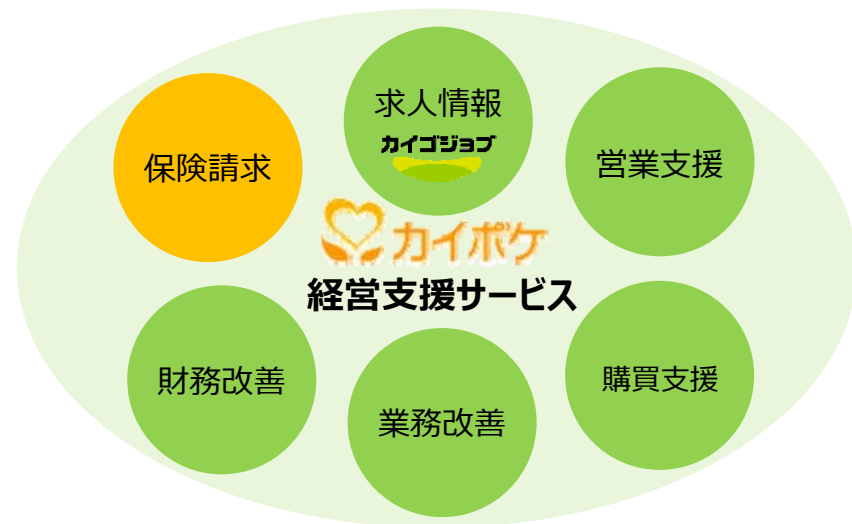 求人情報
カイゴジョブ
保険請求
営業支援
カイポケ
経営支援サービス
財務改善
購買支援
業務改善